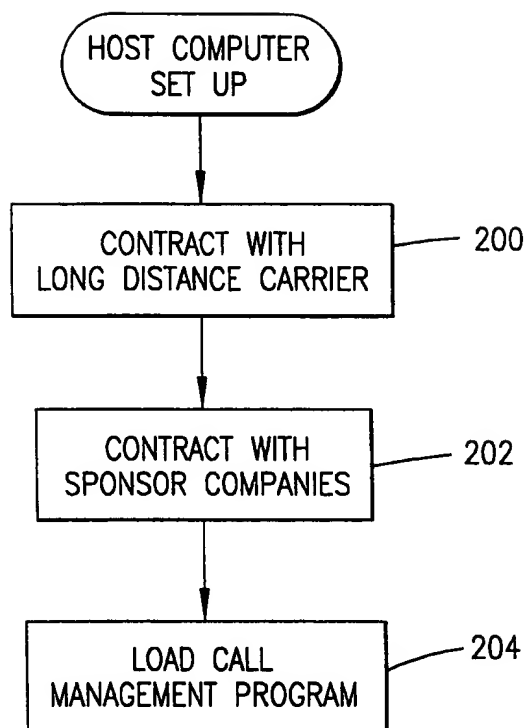 HOST COMPUTER
SET UP
CONTRACT WITH
LONG DISTANCE CARRIER
200
CONTRACT WITH
SPONSOR COMPANIES
202
LOAD CALL
MANAGEMENT PROGRAM
204